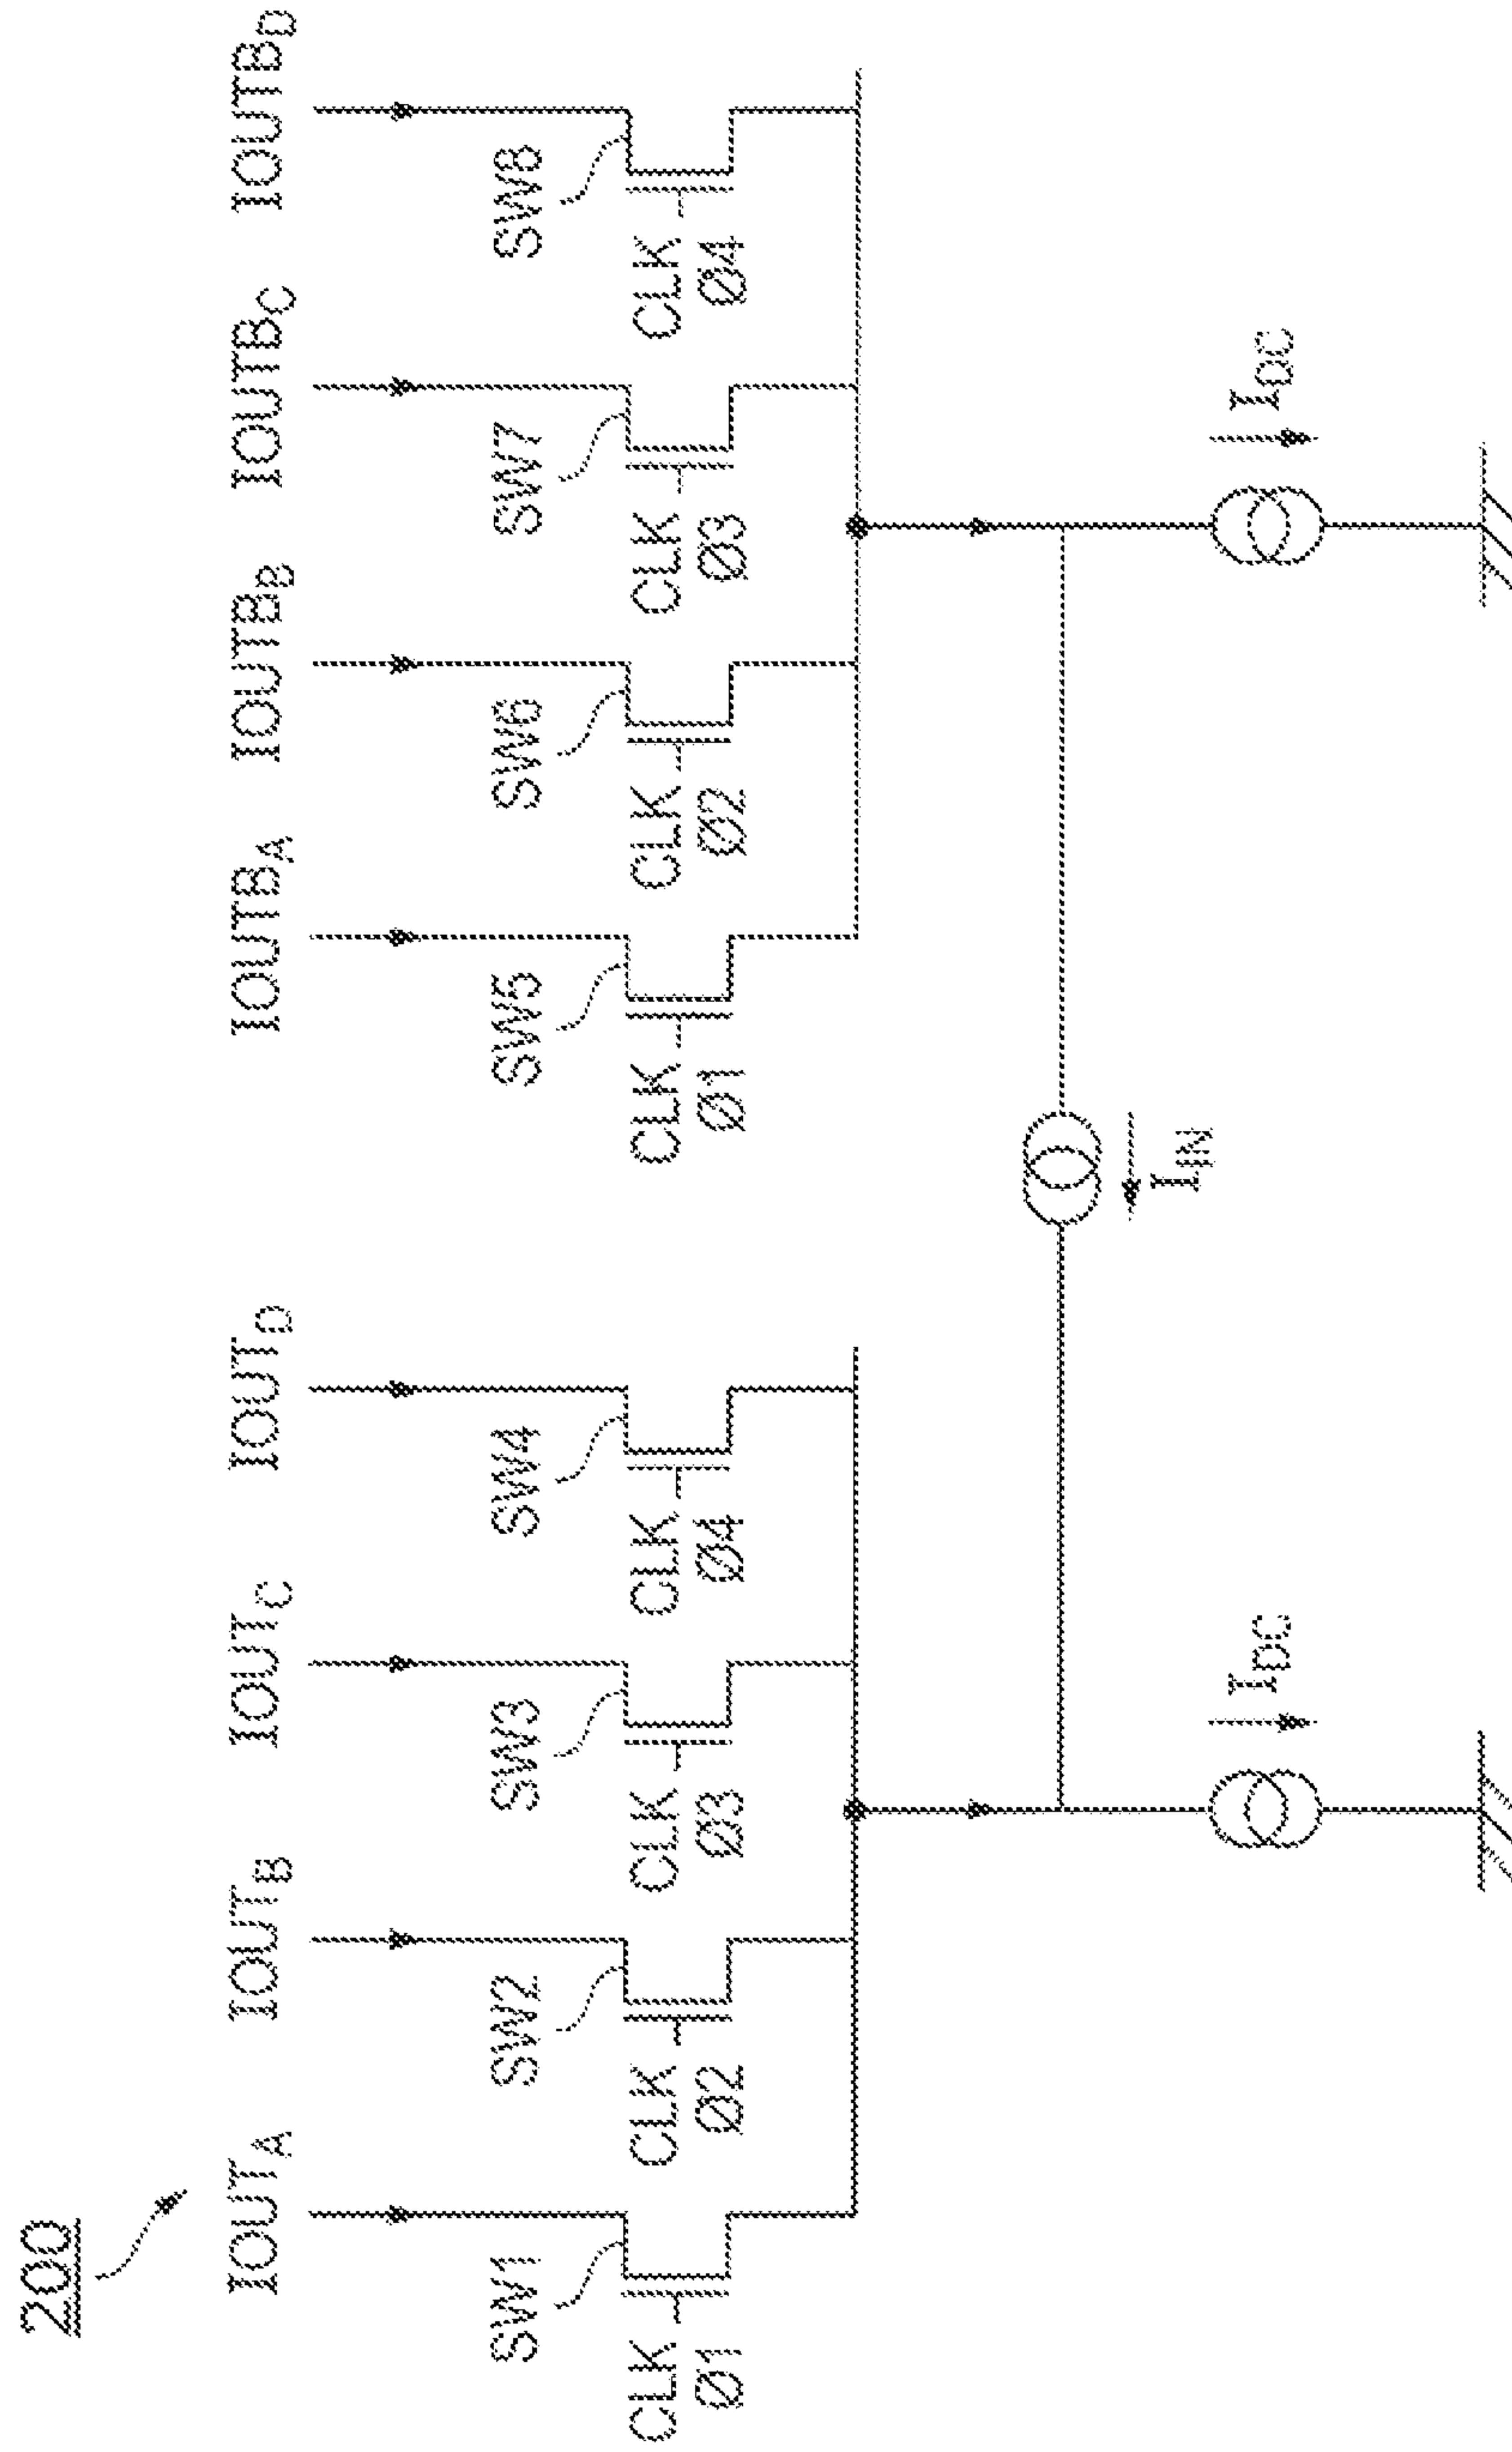 200
IOUT_A IOUT_B IOUT_C IOUT_D IOUTB_A IOUTB_B IOUTB_C IOUTB_D
SW1 SW2 SW3 SW4 SW5 SW6 SW7 SW8
CLK CLK CLK CLK CLK CLK CLK CLK
Ø1 Ø2 Ø3 Ø4 Ø1 Ø2 Ø3 Ø4
I_IN
I_DC I_DC